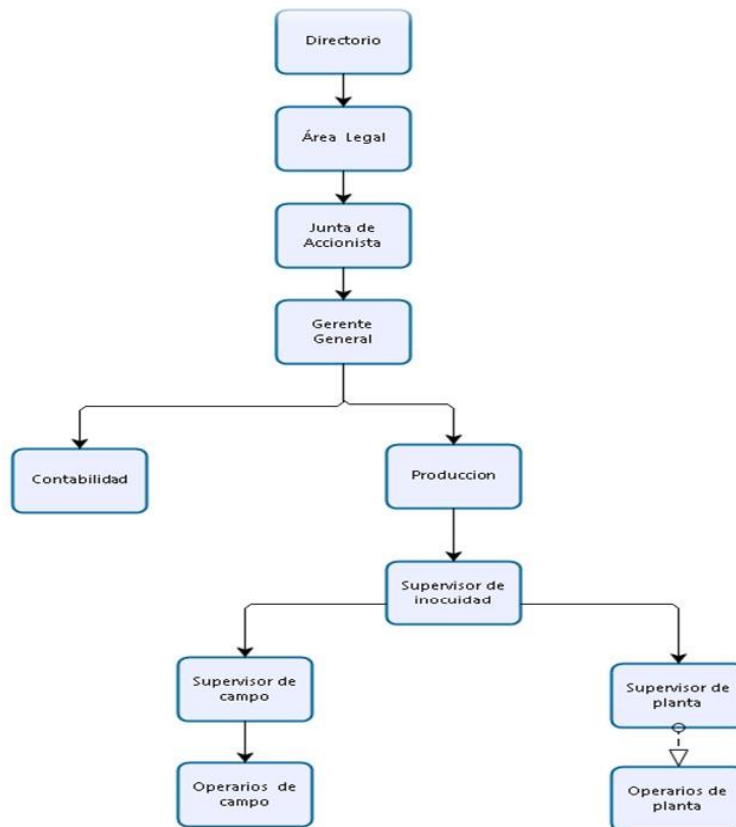 Directorio
Área Legal
Junta de
Accionista
Gerente
General
Contabilidad
Produccion
Supervisor de
inocuidad
Supervisor de
campo
Supervisor de
planta
Operarios de
campo
Operarios de
planta